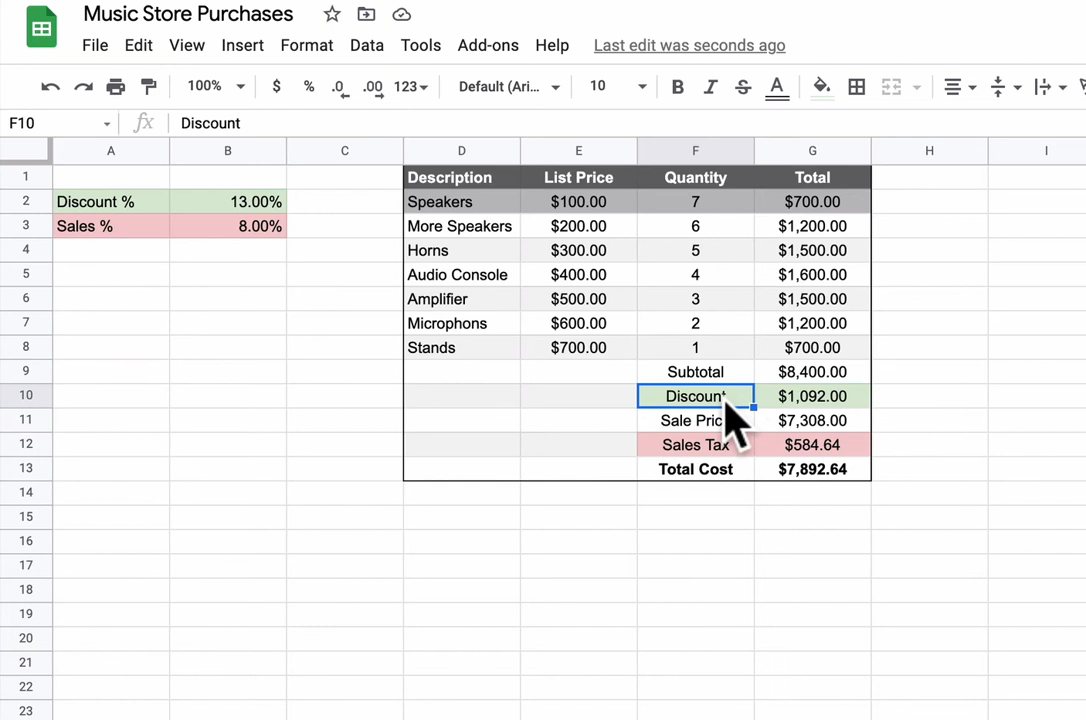 Music Store Purchases
File Edit View Insert Format Data Tools Add-ons Help Last edit was seconds ago
100% $ % .0 .00 123 Default (Ari... 10 B I S A
F10 fx Discount
A B C D E F G H I
1 Description List Price Quantity Total
2 Discount % 13.00% Speakers $100.00 7 $700.00
3 Sales % 8.00% More Speakers $200.00 6 $1,200.00
4 Horns $300.00 5 $1,500.00
5 Audio Console $400.00 4 $1,600.00
6 Amplifier $500.00 3 $1,500.00
7 Microphons $600.00 2 $1,200.00
8 Stands $700.00 1 $700.00
9 Subtotal $8,400.00
10 Discount $1,092.00
11 Sale Pric $7,308.00
12 Sales Tax $584.64
13 Total Cost $7,892.64
14
15
16
17
18
19
20
21
22
23